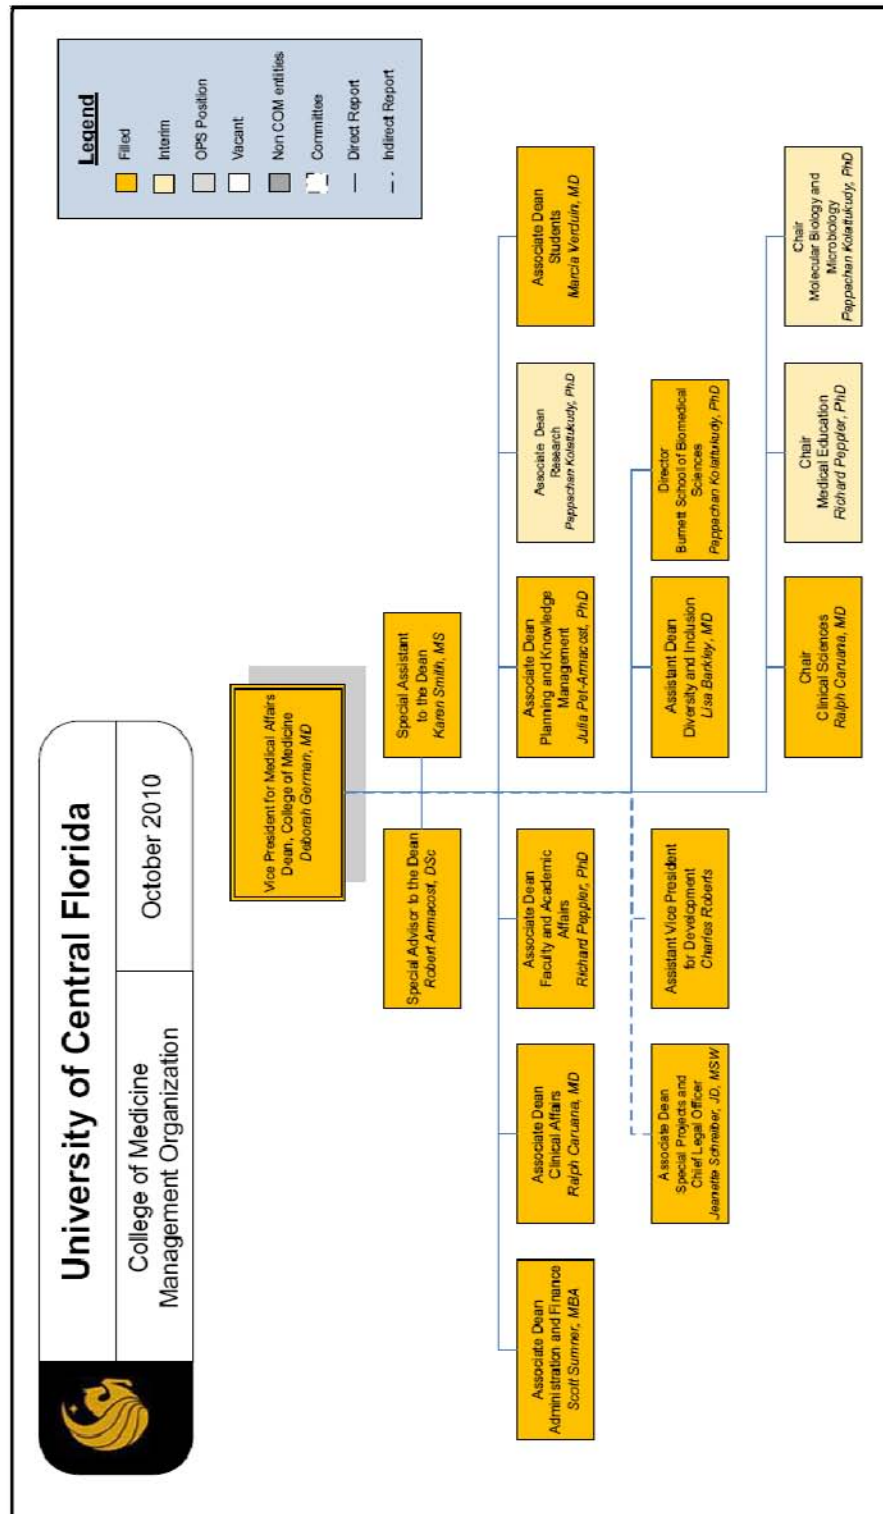 University of Central Florida
College of Medicine
Management Organization
October 2010
Legend
Filled
Interim
OPS Position
Vacant
Non COM entities
Committee
Direct Report
Indirect Report
Vice President for Medical Affairs
Dean, College of Medicine
Deborah German, MD
Special Advisor to the Dean
Robert Armacost, DSc
Special Assistant
to the Dean
Karen Smith, MS
Associate Dean
Administration and Finance
Scott Sumner, MBA
Associate Dean
Clinical Affairs
Ralph Caruana, MD
Associate Dean
Faculty and Academic
Affairs
Richard Peppler, PhD
Associate Dean
Planning and Knowledge
Management
Julia Pet-Armacost, PhD
Associate Dean
Research
Pappachan Kolattukudy, PhD
Associate Dean
Students
Marcia Verduin, MD
Associate Dean
Special Projects and
Chief Legal Officer
Jeanette Schreiber, JD, MSW
Assistant Vice President
for Development
Charles Roberts
Assistant Dean
Diversity and Inclusion
Lisa Barkley, MD
Director
Burnett School of Biomedical
Sciences
Pappachan Kolattukudy, PhD
Chair
Clinical Sciences
Ralph Caruana, MD
Chair
Medical Education
Richard Peppler, PhD
Chair
Molecular Biology and
Microbiology
Pappachan Kolattukudy, PhD